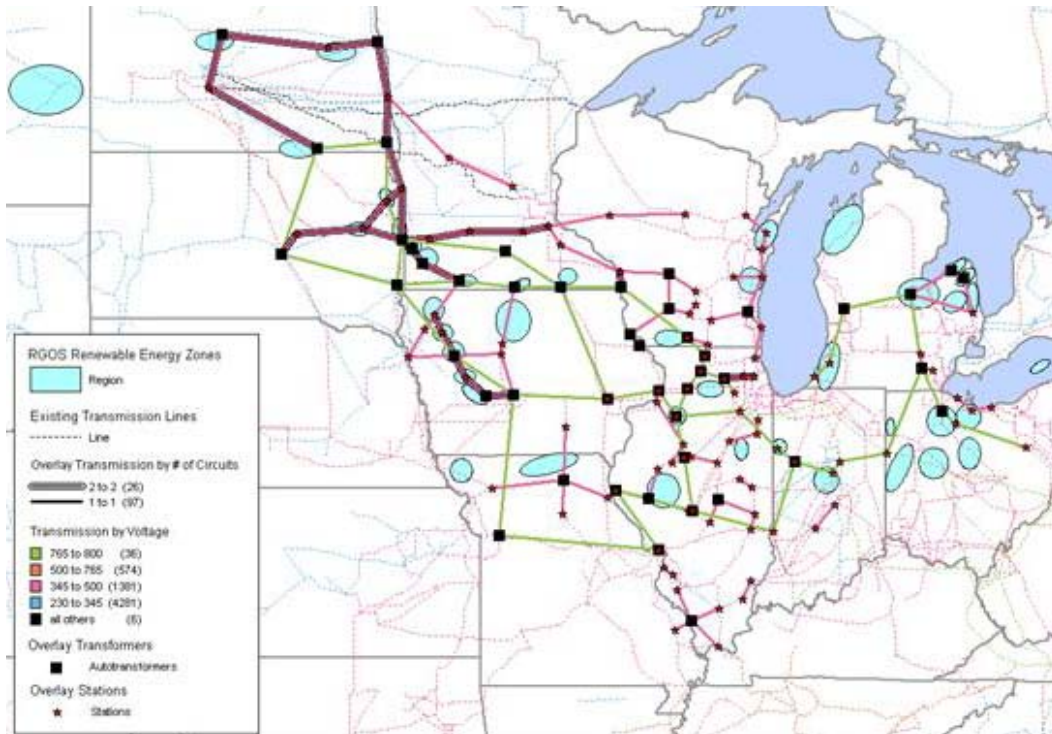 RGOS Renewable Energy Zones
Region
Existing Transmission Lines
Line
Overlay Transmission by # of Circuits
2 to 2 (26)
1 to 1 (97)
Transmission by Voltage
765 to 800 (36)
500 to 765 (574)
345 to 500 (1381)
230 to 345 (4281)
all others (6)
Overlay Transformers
Autotransformers
Overlay Stations
Stations